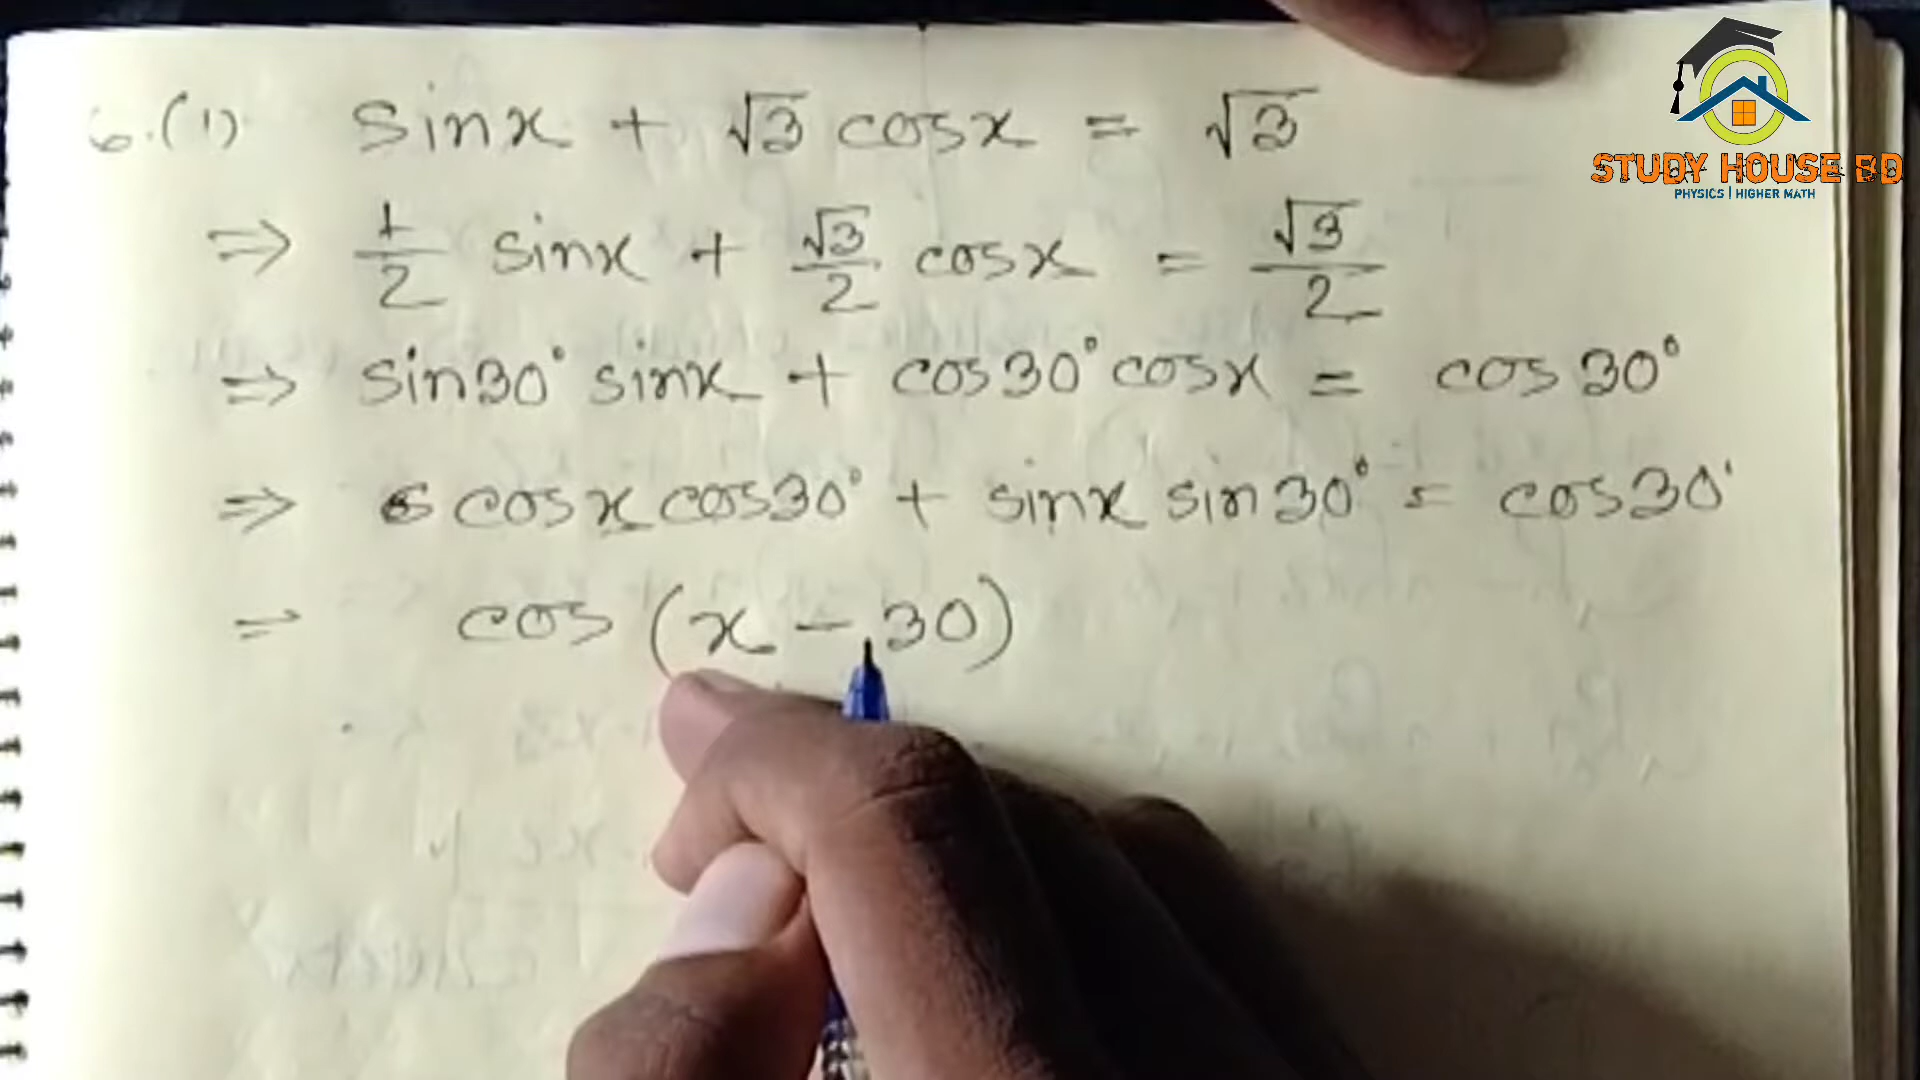 6.(1) sinx + √3 cosx = √3
⇒ 1/2 sinx + √3/2 cosx = √3/2
⇒ sin30° sinx + cos30° cosx = cos30°
⇒ cosx cos30° + sinx sin30° = cos30°
⇒ cos (x - 30)
STUDY HOUSE BD
PHYSICS | HIGHER MATH